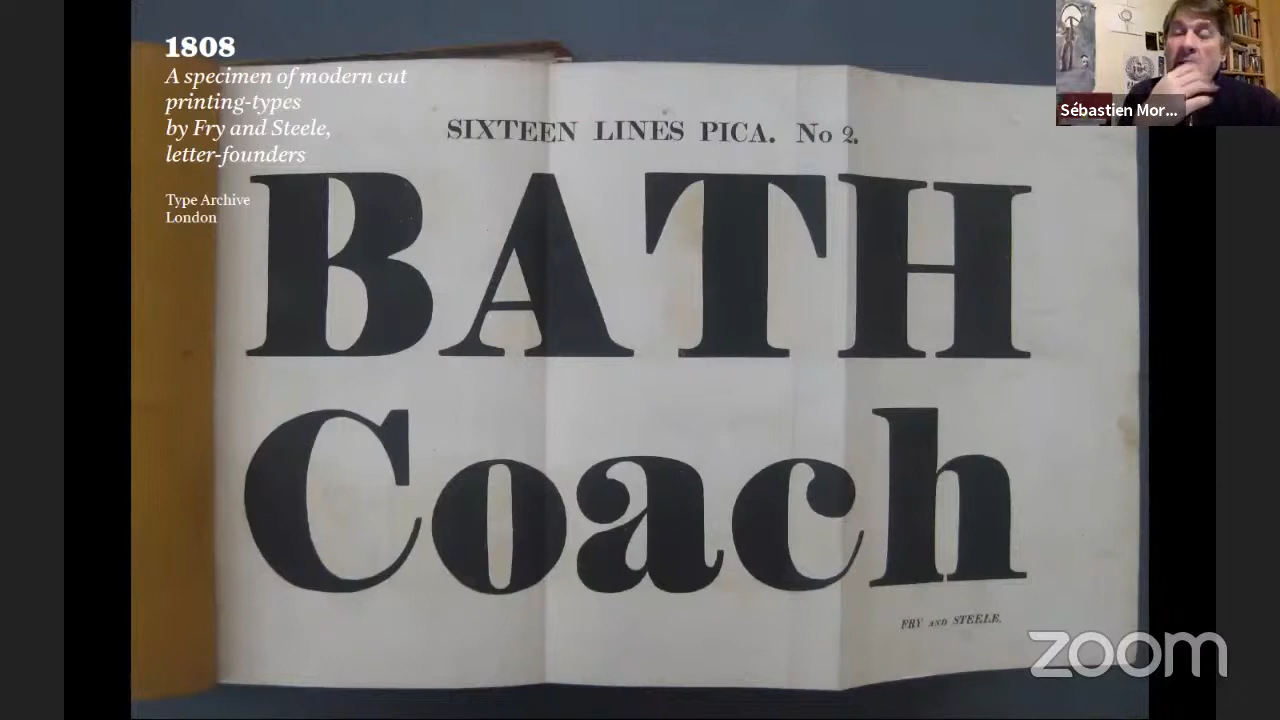 1808
A specimen of modern cut
printing-types
by Fry and Steele,
letter-founders
Type Archive
London
SIXTEEN LINES PICA. No 2.
BATH
Coach
FRY AND STEELE.
Sébastien Mor...
zoom